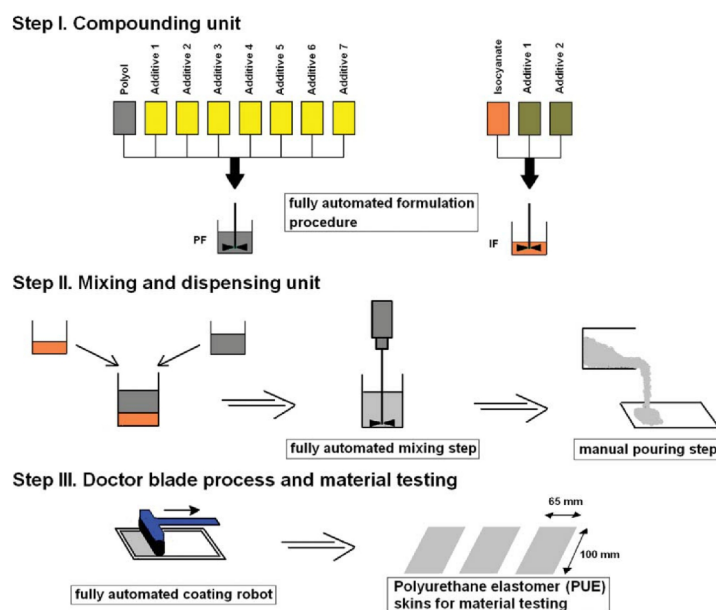 Step I. Compounding unit
Polyol
Additive 1
Additive 2
Additive 3
Additive 4
Additive 5
Additive 6
Additive 7
Isocyanate
Additive 1
Additive 2
fully automated formulation
procedure
PF
IF
Step II. Mixing and dispensing unit
fully automated mixing step
manual pouring step
Step III. Doctor blade process and material testing
65 mm
100 mm
fully automated coating robot
Polyurethane elastomer (PUE)
skins for material testing